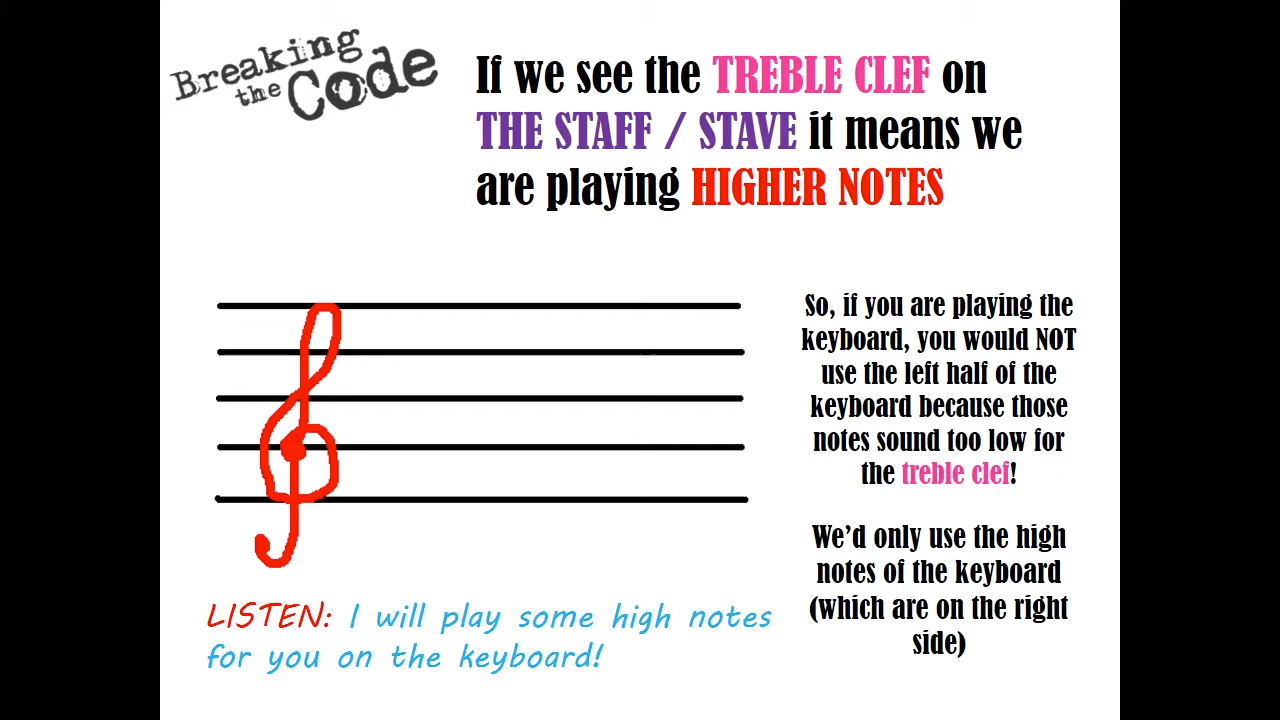 Breaking
the Code
If we see the TREBLE CLEF on
THE STAFF / STAVE it means we
are playing HIGHER NOTES
So, if you are playing the
keyboard, you would NOT
use the left half of the
keyboard because those
notes sound too low for
the treble clef!
We'd only use the high
notes of the keyboard
(which are on the right
side)
LISTEN: I will play some high notes
for you on the keyboard!